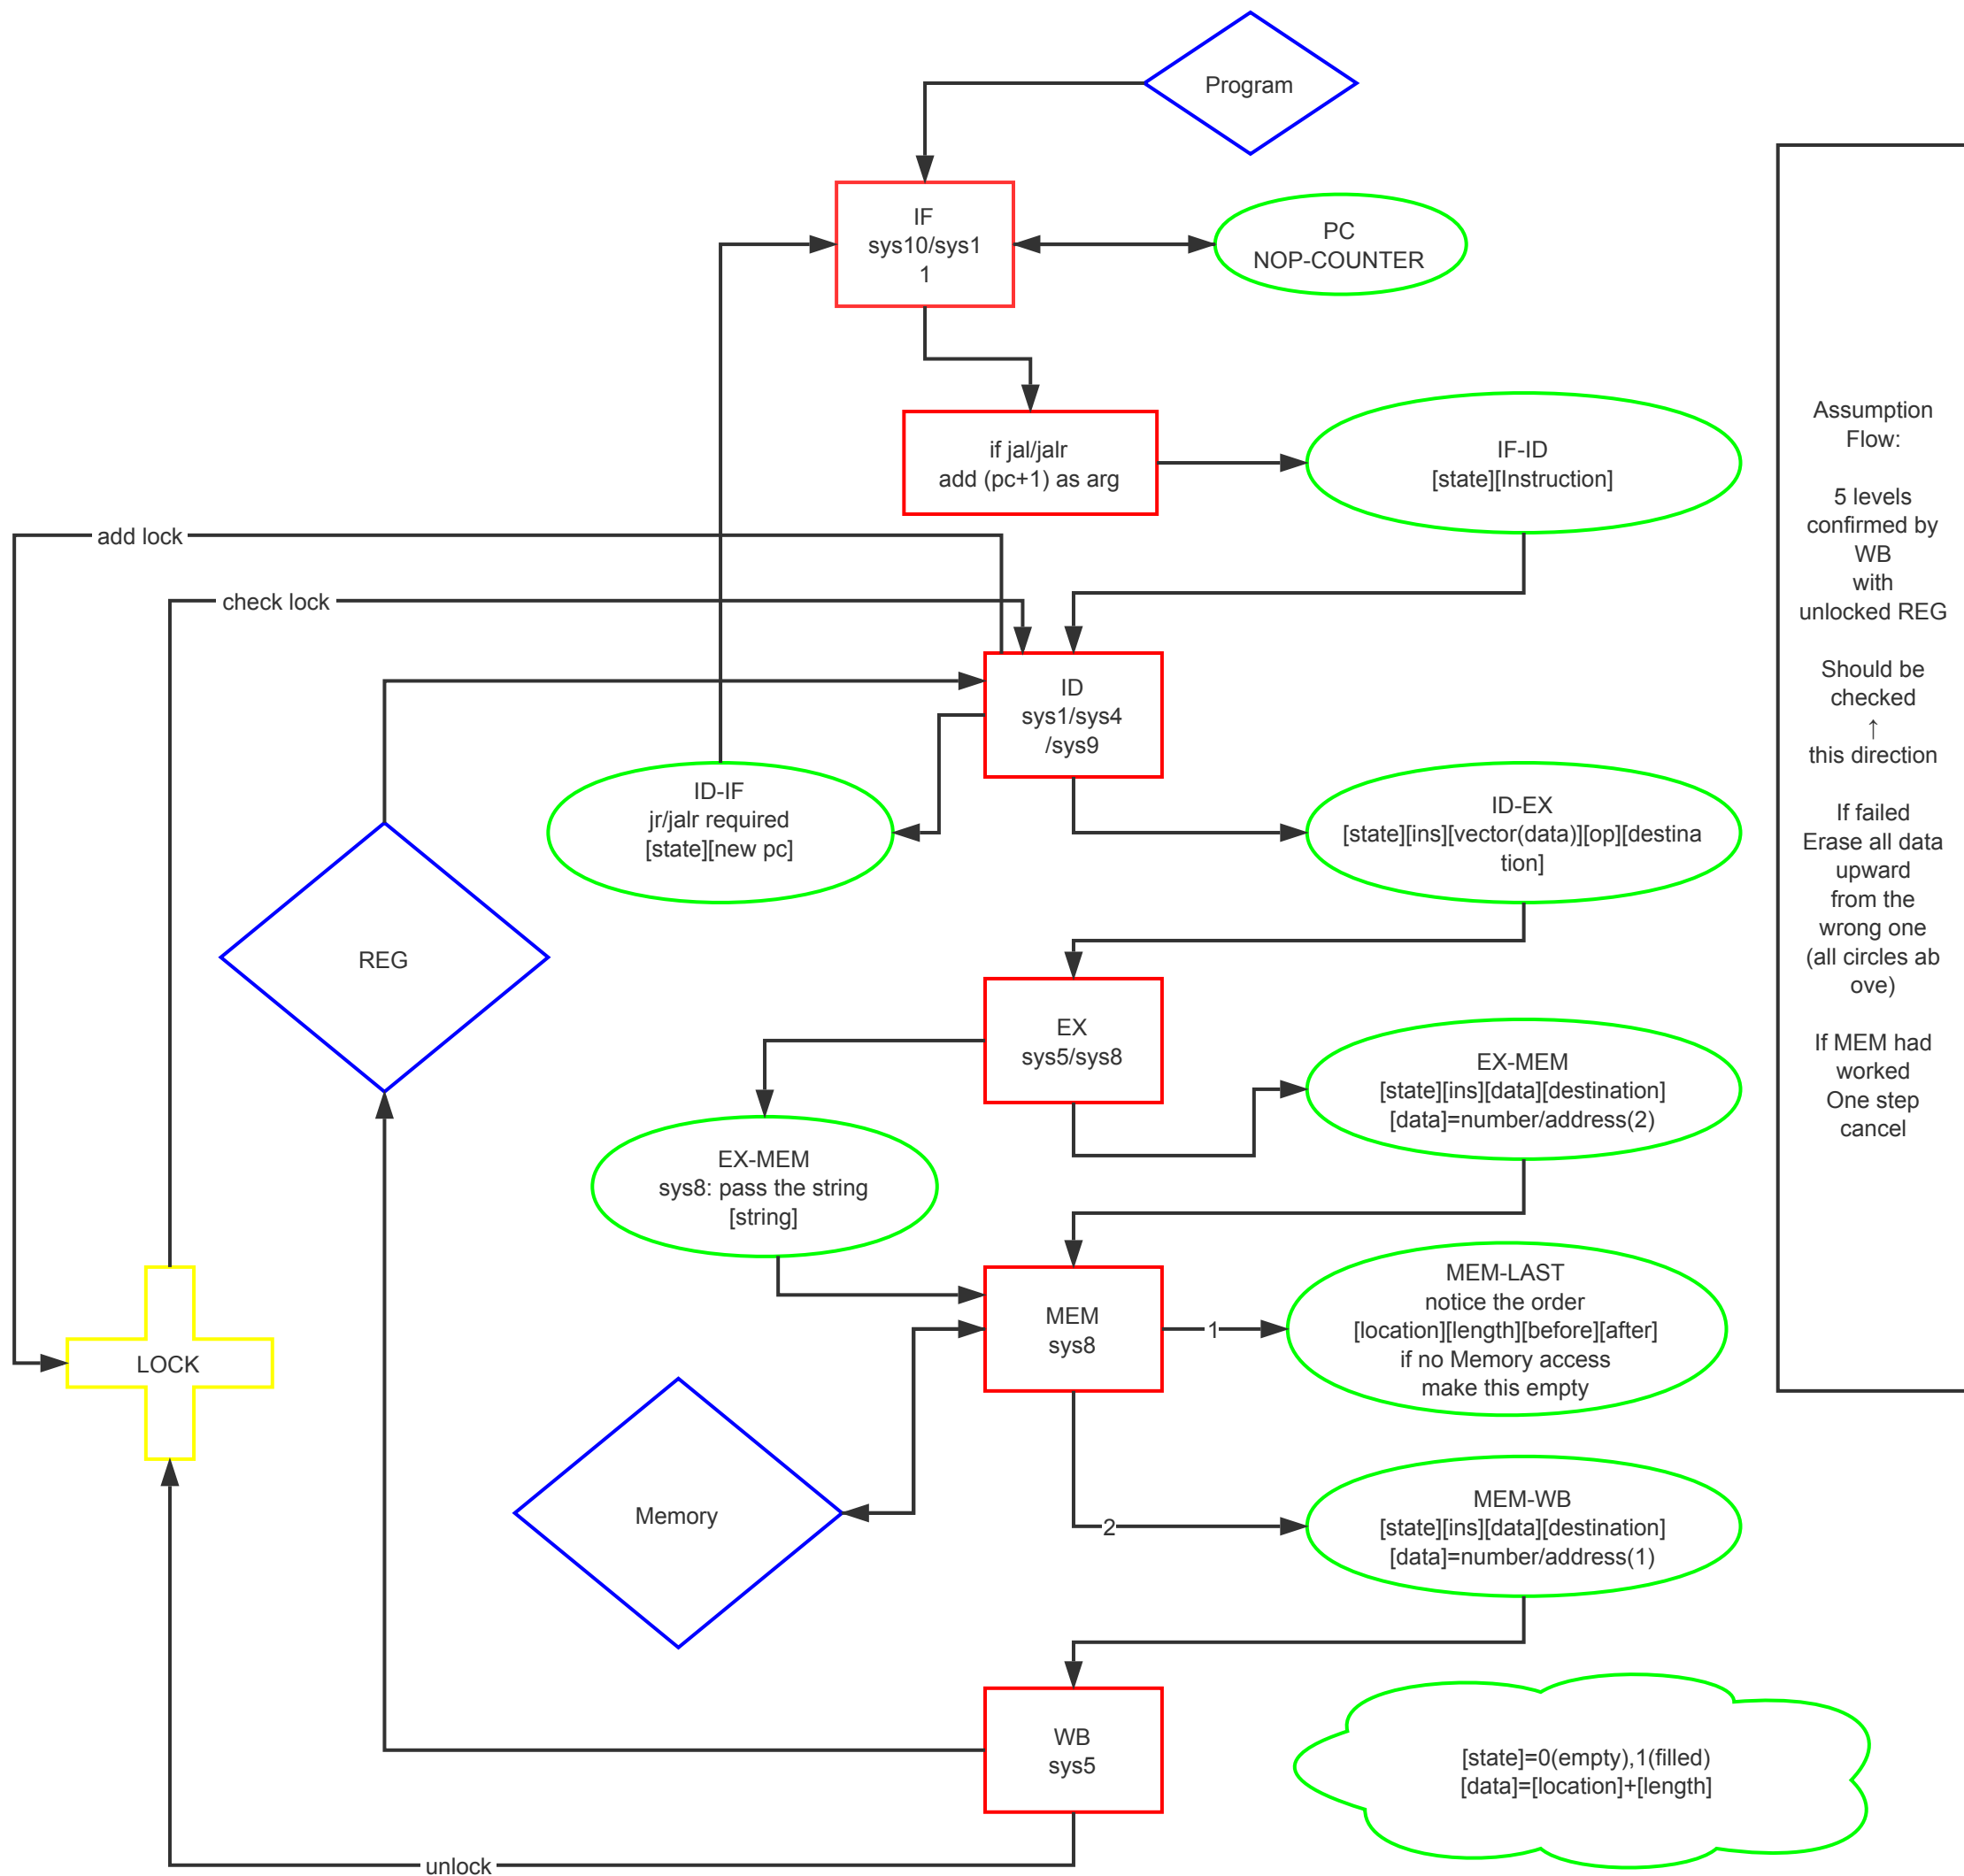 Program
IF
sys10/sys1
1
PC
NOP-COUNTER
if jal/jalr
add (pc+1) as arg
IF-ID
[state][Instruction]
add lock
check lock
ID
sys1/sys4
/sys9
ID-IF
jr/jalr required
[state][new pc]
ID-EX
[state][ins][vector(data)][op][destina
tion]
REG
EX
sys5/sys8
EX-MEM
[state][ins][data][destination]
[data]=number/address(2)
EX-MEM
sys8: pass the string
[string]
LOCK
MEM
sys8
1
MEM-LAST
notice the order
[location][length][before][after]
if no Memory access
make this empty
Memory
2
MEM-WB
[state][ins][data][destination]
[data]=number/address(1)
WB
sys5
unlock
[state]=0(empty),1(filled)
[data]=[location]+[length]
Assumption
Flow:
5 levels
confirmed by
WB
with
unlocked REG
Should be
checked
↑
this direction
If failed
Erase all data
upward
from the
wrong one
(all circles ab
ove)
If MEM had
worked
One step
cancel